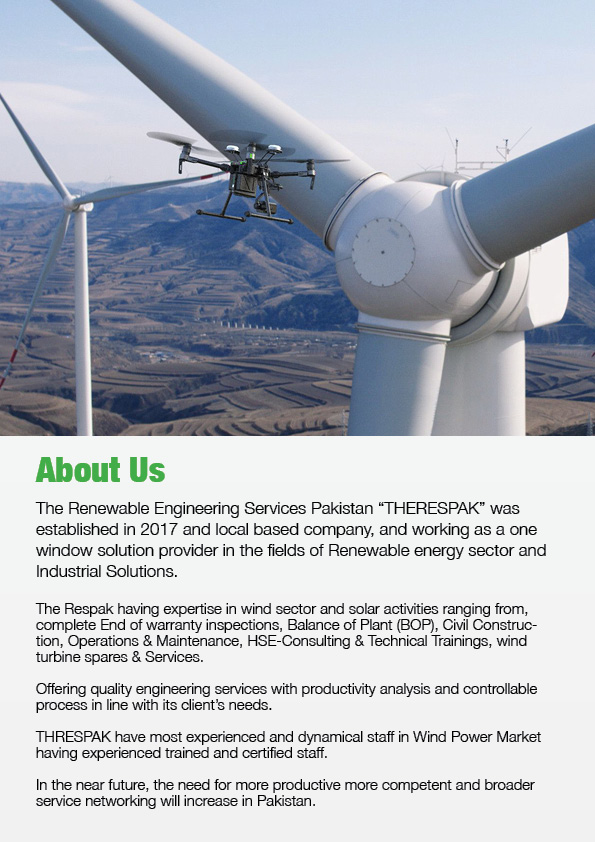 About Us
The Renewable Engineering Services Pakistan “THERESPAK” was
established in 2017 and local based company, and working as a one
window solution provider in the fields of Renewable energy sector and
Industrial Solutions.
The Respak having expertise in wind sector and solar activities ranging from,
complete End of warranty inspections, Balance of Plant (BOP), Civil Construc-
tion, Operations & Maintenance, HSE-Consulting & Technical Trainings, wind
turbine spares & Services.
Offering quality engineering services with productivity analysis and controllable
process in line with its client’s needs.
THRESPAK have most experienced and dynamical staff in Wind Power Market
having experienced trained and certified staff.
In the near future, the need for more productive more competent and broader
service networking will increase in Pakistan.